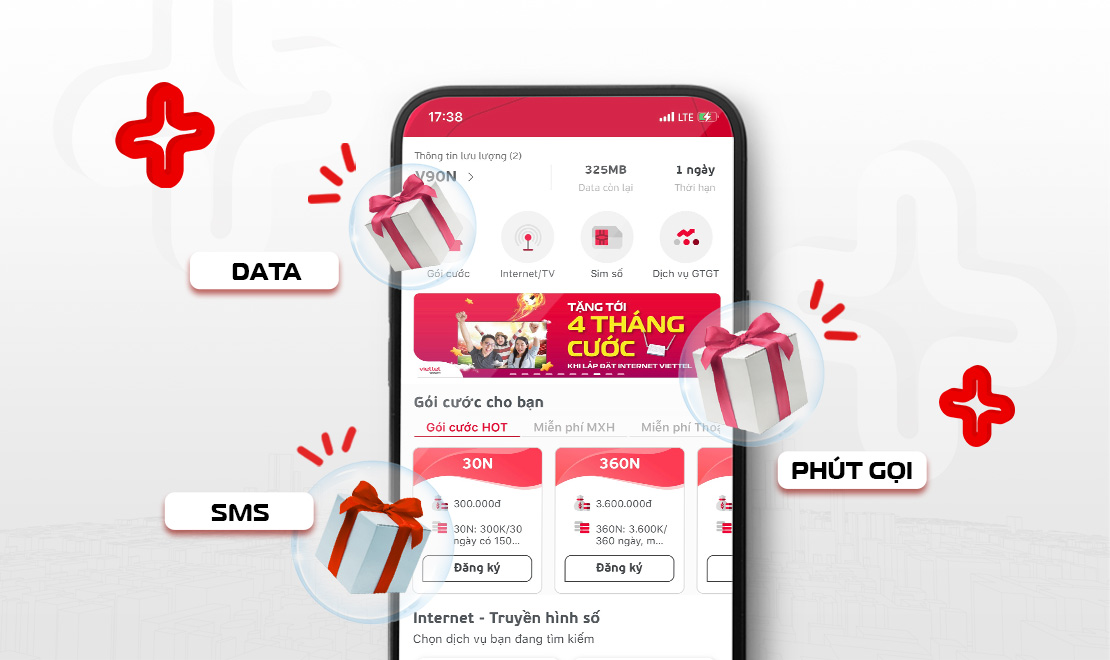 17:38
LTE
Thông tin lưu lượng (2)
V90N
325MB
Data còn lại
1 ngày
Thời hạn
Gói cước
Internet/TV
Sim số
Dịch vụ GTGT
DATA
TẶNG TỚI
4 THÁNG
CƯỚC
KHI LẮP ĐẶT INTERNET VIETTEL
viettel
Gói cước cho bạn
Gói cước HOT
Miễn phí MXH
Miễn phí Tho
PHÚT GỌI
SMS
30N
300.000đ
30N: 300K/30
ngày có 150...
Đăng ký
360N
3.600.000đ
360N: 3.600K/
360 ngày, m...
Đăng ký
Internet - Truyền hình số
Chọn dịch vụ bạn đang tìm kiếm